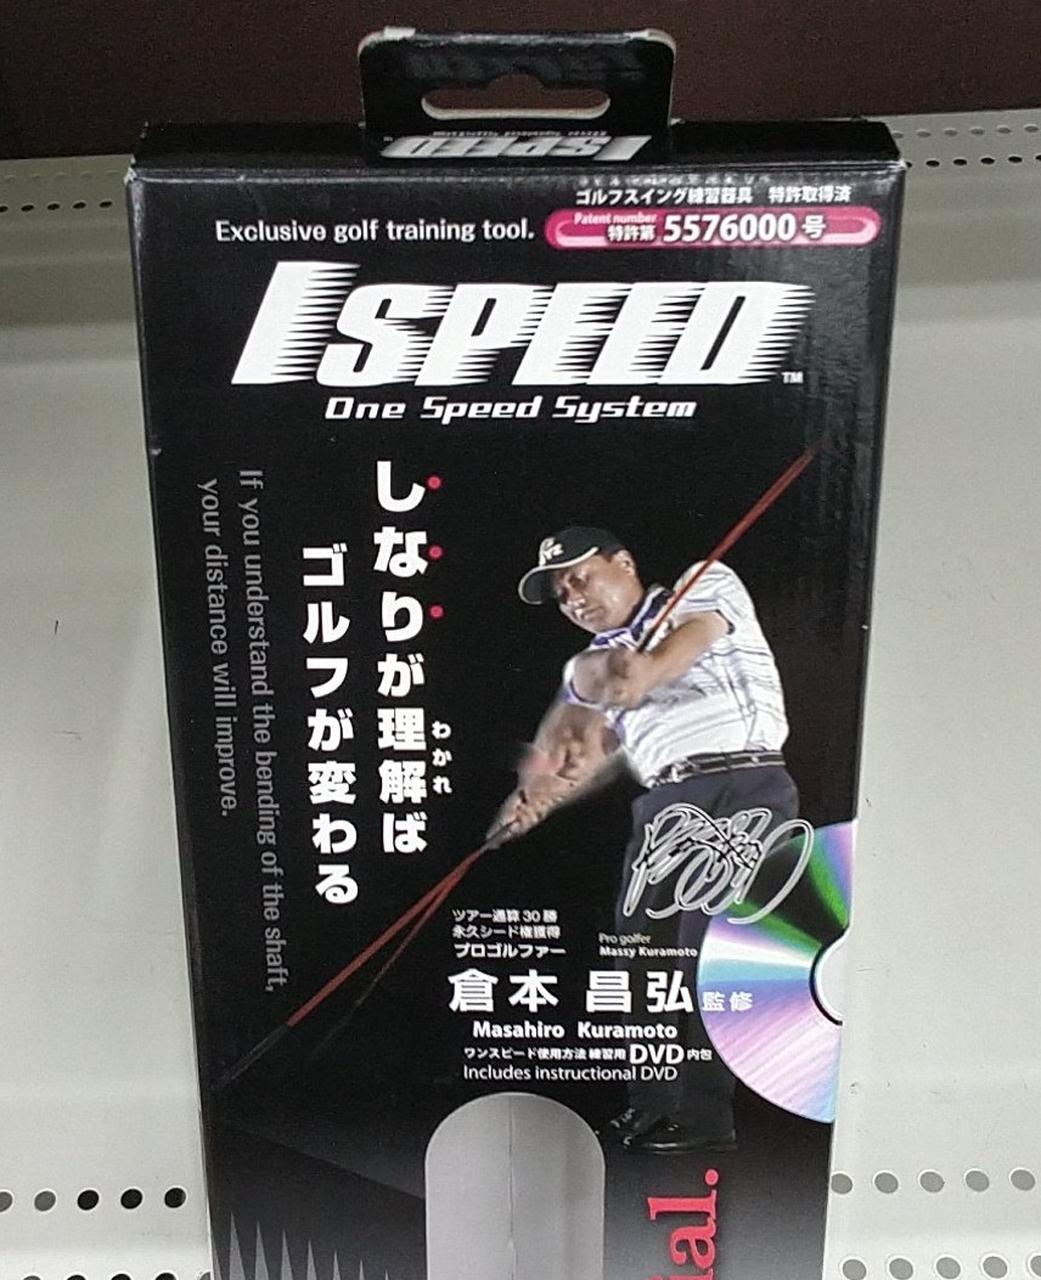 1SPEED
ゴルフスイング練習器具 特許取得済
Exclusive golf training tool.
Patent number
特許第 5576000 号
1SPEED™
One Speed System
しなりが理解ば
わかれ
ゴルフが変わる
If you understand the bending of the shaft,
your distance will improve.
ツアー通算30勝
永久シード権獲得
プロゴルファー
Pro golfer
Massy Kuramoto
倉本 昌弘 監修
Masahiro Kuramoto
ワンスピード使用方法 練習用 DVD 内包
Includes instructional DVD
ial.